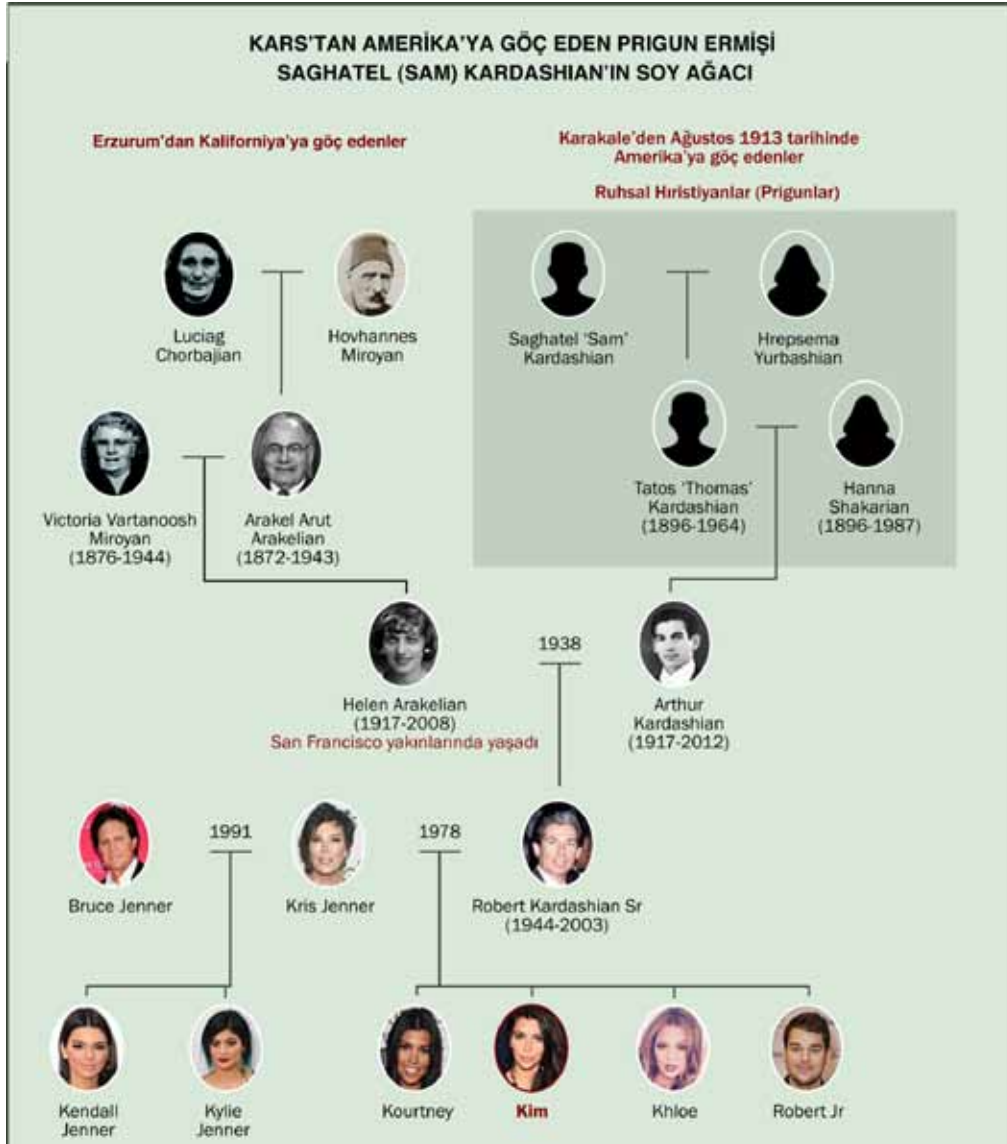 KARS'TAN AMERİKA'YA GÖÇ EDEN PRIGUN ERMİŞİ
SAGHATEL (SAM) KARDASHIAN'IN SOY AĞACI
Erzurum'dan Kaliforniya'ya göç edenler
Karakale'den Ağustos 1913 tarihinde
Amerika'ya göç edenler
Ruhsal Hıristiyanlar (Prigunlar)
Luciag
Chorbajian
Hovhannes
Miroyan
Saghatel 'Sam'
Kardashian
Hrepsema
Yurbashian
Victoria Vartanoosh
Miroyan
(1876-1944)
Arakel Arut
Arakelian
(1872-1943)
Tatos 'Thomas'
Kardashian
(1896-1964)
Hanna
Shakarian
(1896-1987)
1938
Helen Arakelian
(1917-2008)
San Francisco yakınlarında yaşadı
Arthur
Kardashian
(1917-2012)
1991
1978
Bruce Jenner
Kris Jenner
Robert Kardashian Sr
(1944-2003)
Kendall
Jenner
Kylie
Jenner
Kourtney
Kim
Khloe
Robert Jr